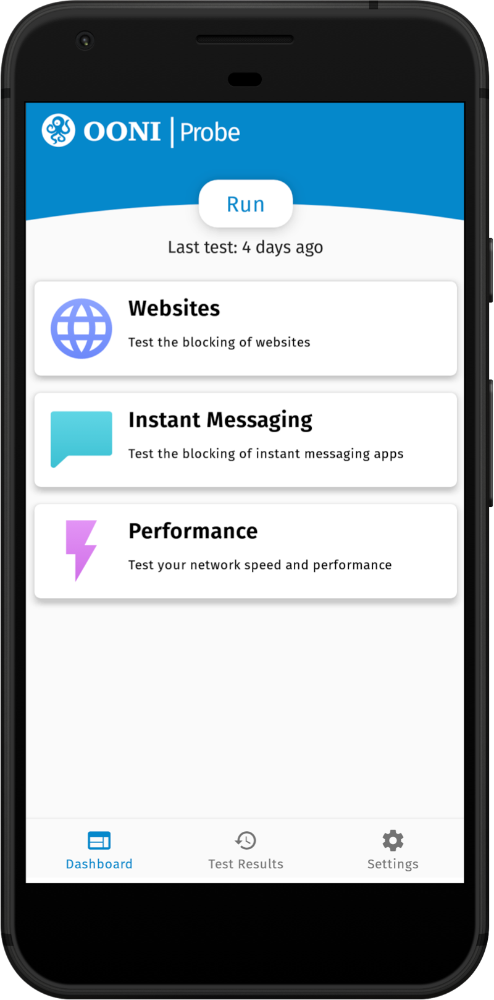 OONI | Probe
Run
Last test: 4 days ago
Websites
Test the blocking of websites
Instant Messaging
Test the blocking of instant messaging apps
Performance
Test your network speed and performance
Dashboard
Test Results
Settings